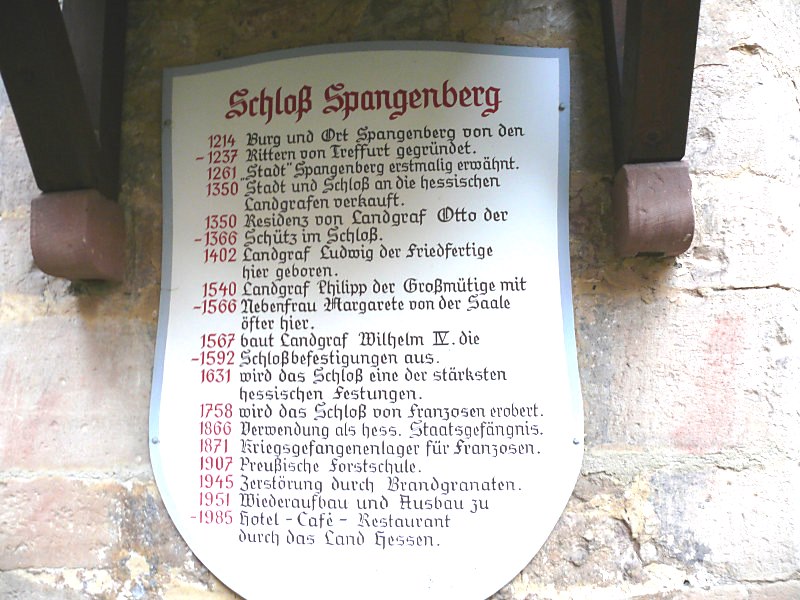 Schloß Spangenberg
1214 Burg und Ort Spangenberg von den
-1237 Rittern von Treffurt gegründet.
1261 "Stadt" Spangenberg erstmalig erwähnt.
1350 "Stadt und Schloß an die hessischen
Landgrafen verkauft.
1350 Residenz von Landgraf Otto der
-1366 Schütz im Schloß.
1402 Landgraf Ludwig der Friedfertige
hier geboren.
1540 Landgraf Philipp der Großmütige mit
-1566 Nebenfrau Margarete von der Saale
öfter hier.
1567 baut Landgraf Wilhelm IV. die
-1592 Schloßbefestigungen aus.
1631 wird das Schloß eine der stärksten
hessischen Festungen.
1758 wird das Schloß von Franzosen erobert.
1866 Verwendung als hess. Staatsgefängnis.
1871 Kriegsgefangenenlager für Franzosen.
1907 Preußische Forstschule.
1945 Zerstörung durch Brandgranaten.
1951 Wiederaufbau und Ausbau zu
-1985 Hotel - Café - Restaurant
durch das Land Hessen.